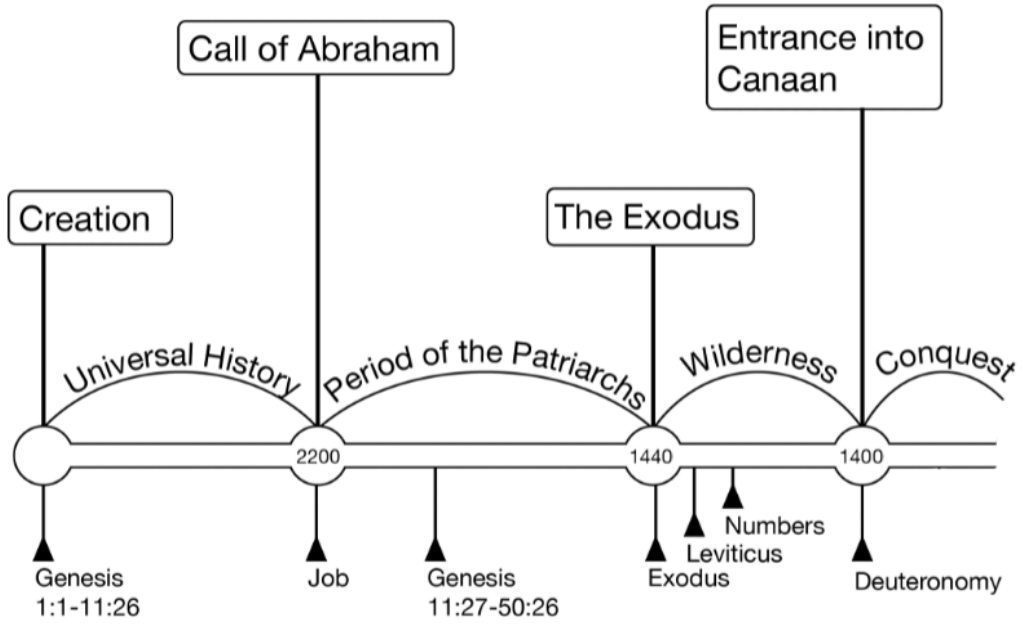 Call of Abraham
Entrance into
Canaan
Creation
The Exodus
Universal History
Period of the Patriarchs
Wilderness
Conquest
2200
1440
1400
Numbers
Leviticus
Genesis
1:1-11:26
Job
Genesis
11:27-50:26
Exodus
Deuteronomy